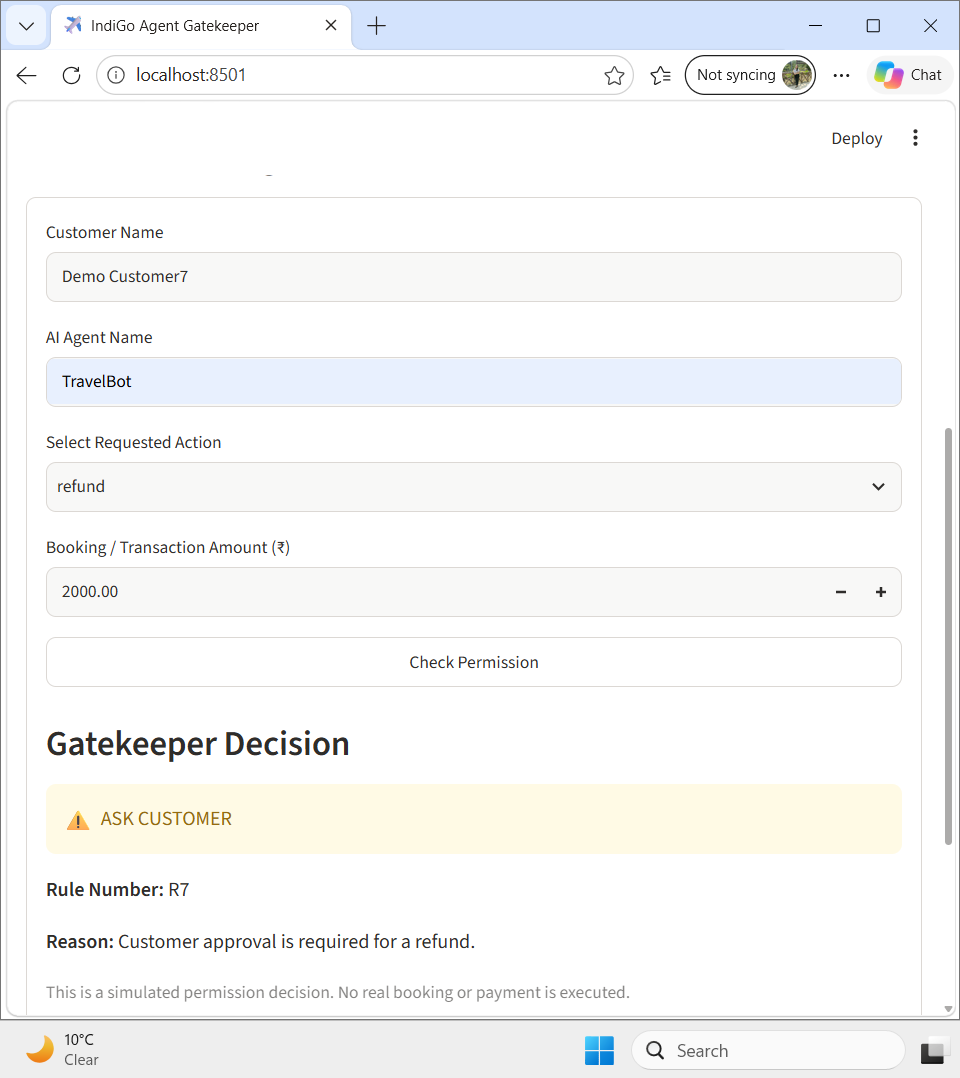 IndiGo Agent Gatekeeper
localhost:8501
Not syncing
Chat
Deploy
Customer Name
Demo Customer7
AI Agent Name
TravelBot
Select Requested Action
refund
Booking / Transaction Amount (₹)
2000.00
Check Permission
Gatekeeper Decision
ASK CUSTOMER
Rule Number: R7
Reason: Customer approval is required for a refund.
This is a simulated permission decision. No real booking or payment is executed.
10°C
Clear
Search